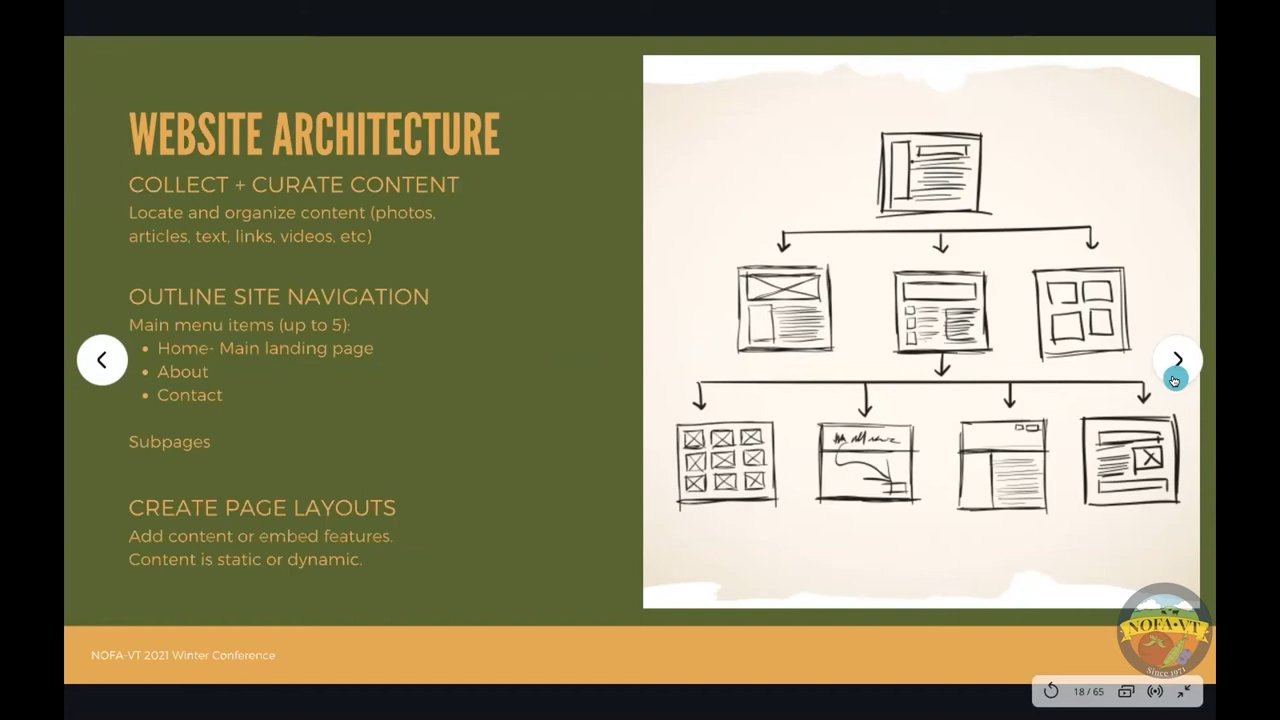 WEBSITE ARCHITECTURE
COLLECT + CURATE CONTENT
Locate and organize content (photos,
articles, text, links, videos, etc)
OUTLINE SITE NAVIGATION
Main menu items (up to 5):
• Home- Main landing page
• About
• Contact
Subpages
CREATE PAGE LAYOUTS
Add content or embed features.
Content is static or dynamic.
NOFA-VT 2021 Winter Conference
NOFA-VT
Since 1971
18 / 65